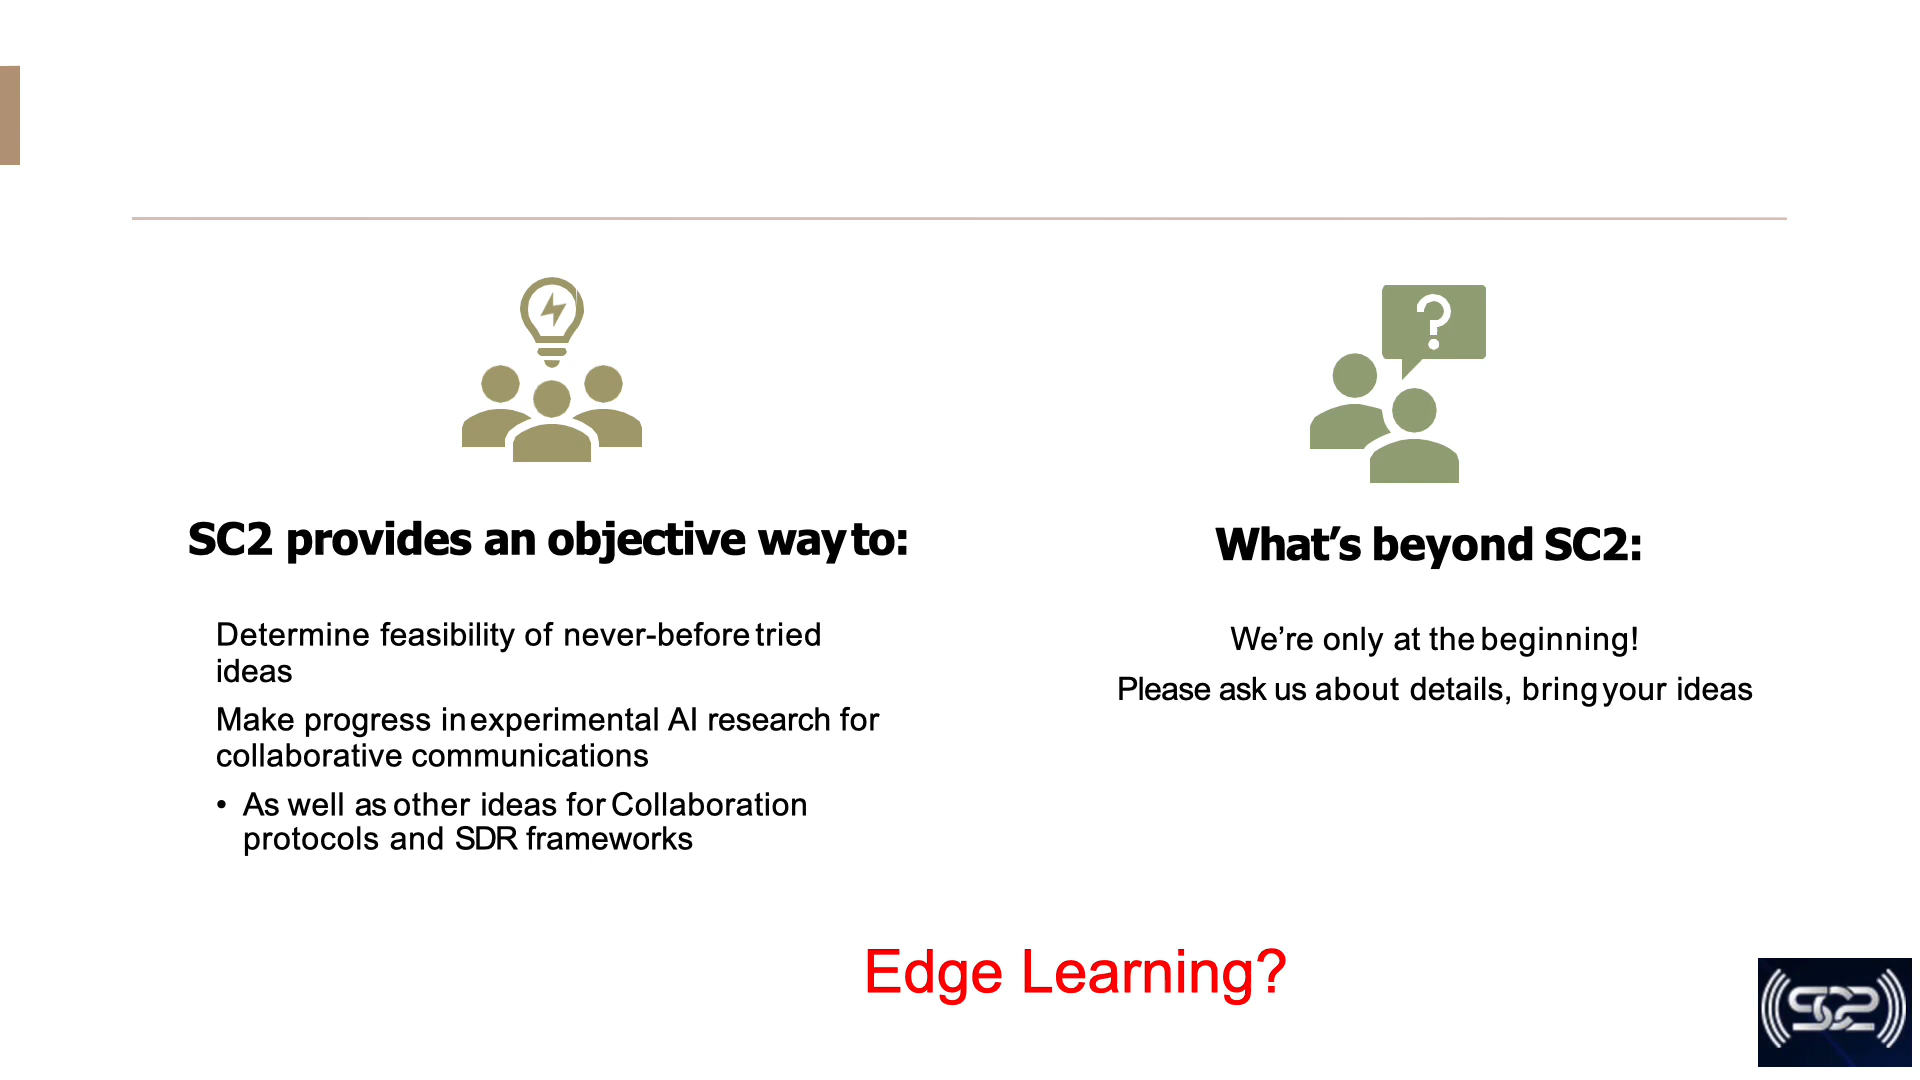 SC2 provides an objective way to:
Determine feasibility of never-before tried
ideas
Make progress in experimental AI research for
collaborative communications
• As well as other ideas for Collaboration
protocols and SDR frameworks
?
What’s beyond SC2:
We’re only at the beginning!
Please ask us about details, bring your ideas
Edge Learning?
SC2